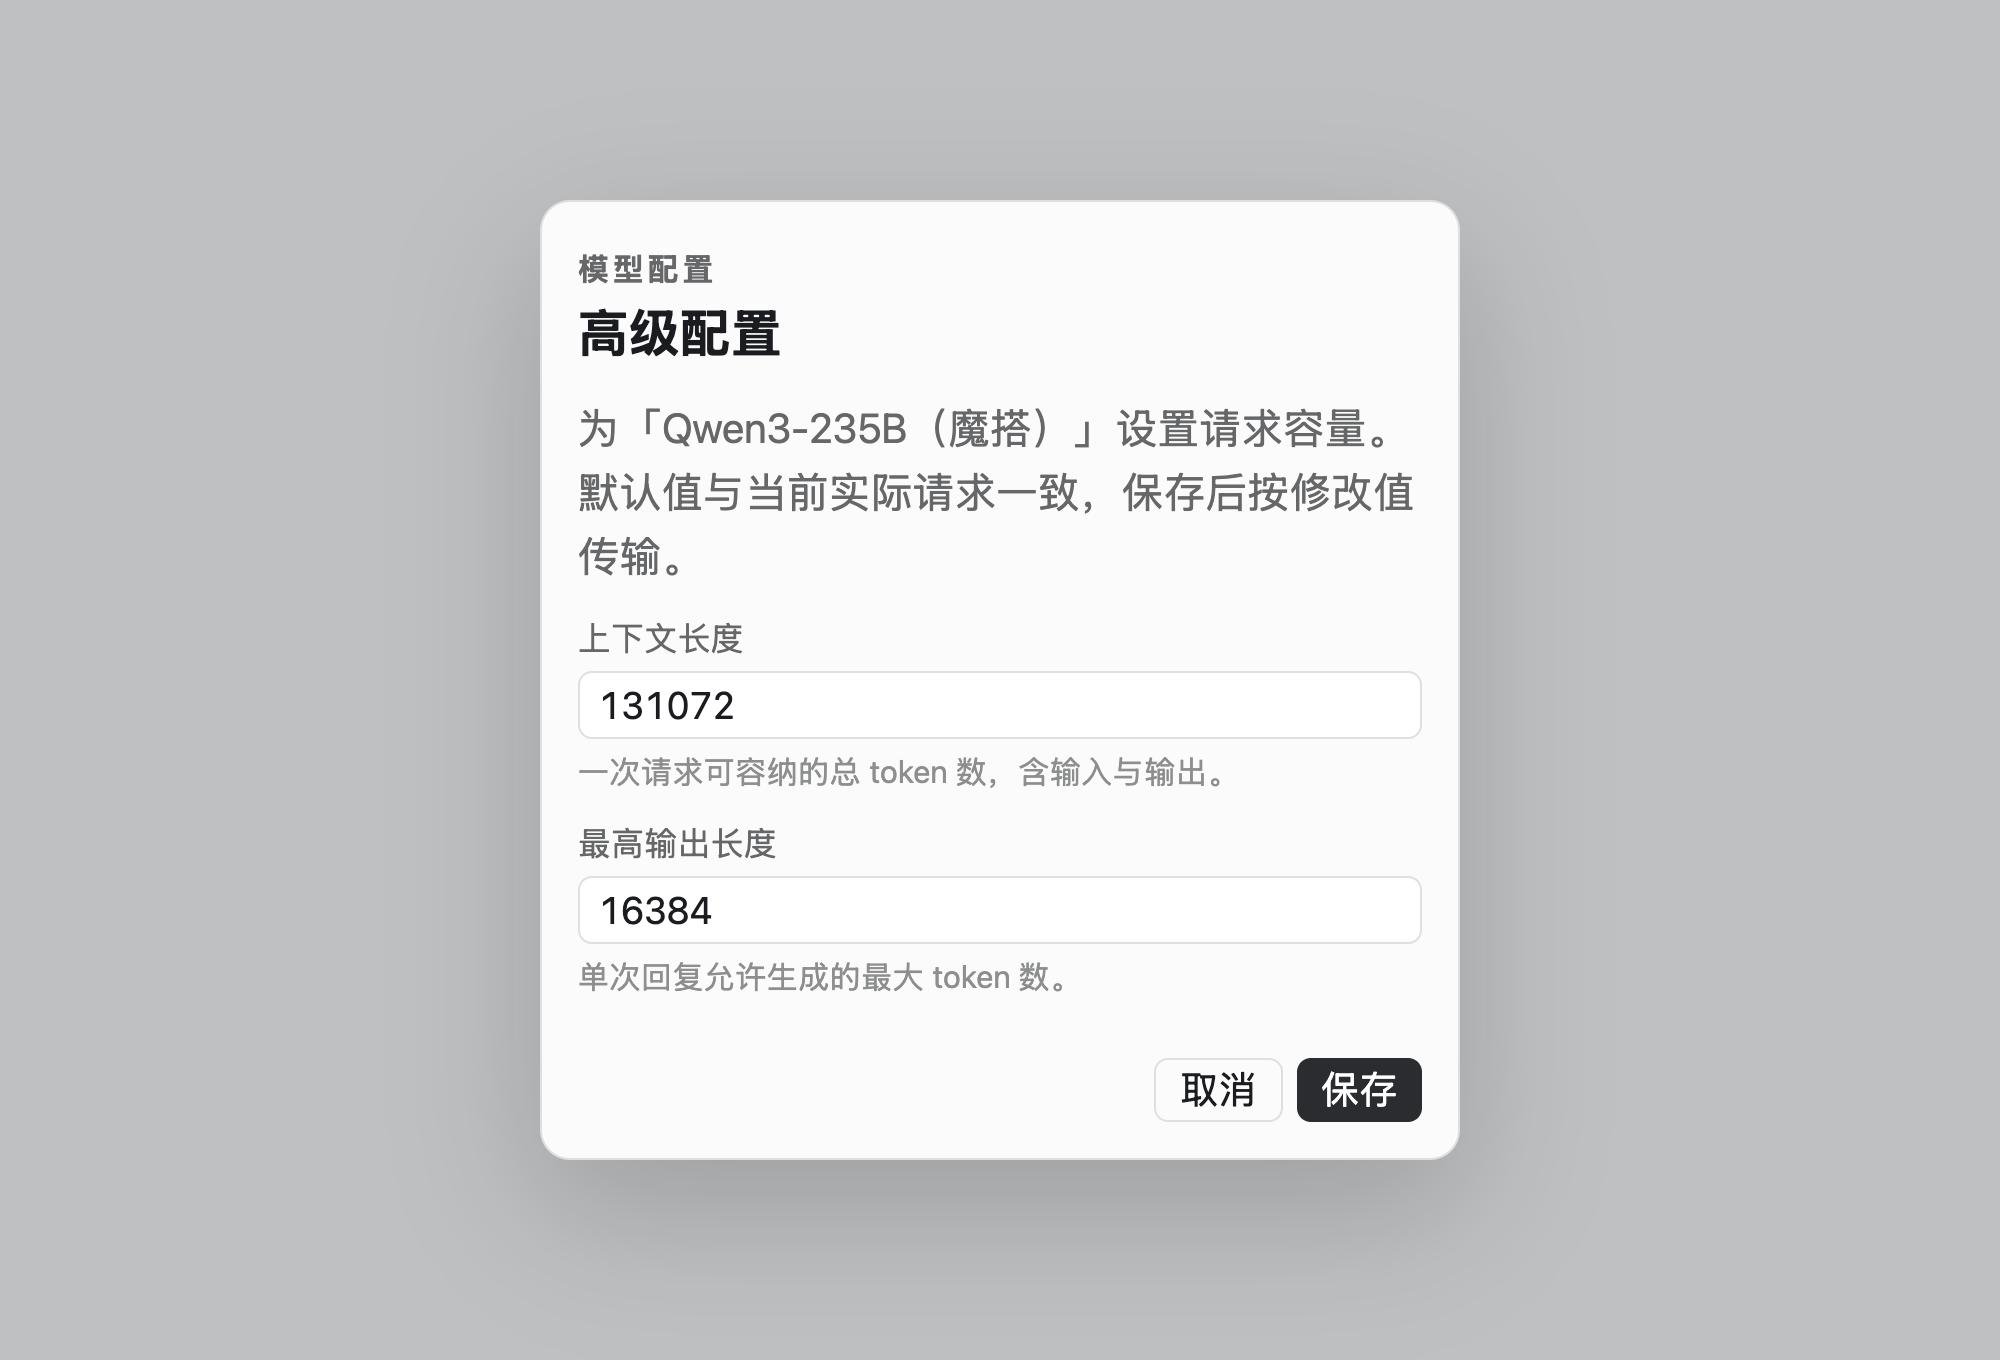 模型配置
高级配置
为「Qwen3-235B（魔搭）」设置请求容量。
默认值与当前实际请求一致，保存后按修改值
传输。
上下文长度
131072
一次请求可容纳的总 token 数，含输入与输出。
最高输出长度
16384
单次回复允许生成的最大 token 数。
取消
保存